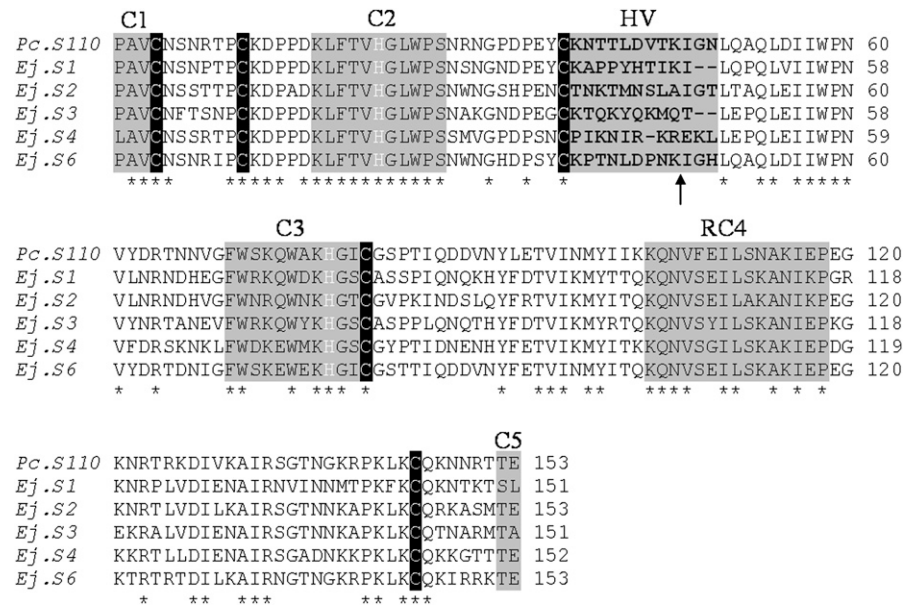 C1 C2 HV
Pc.S110 PAVCNSNRTPCKDPPDKLFTVHGLWPSNRNGPDPEYCKNTTLDVTKIGNLQAQLDIIWPN 60
Ej.S1 PAVCNSNPTPCKDPPDKLFTVHGLWPSNWNGNDPEYCKAPPYHTIKI--LQPQLVIIWPN 58
Ej.S2 PAVCNSSTTPCKDPADKLFTVHGLWPSNWNGSHPENCTNKTMNSLAIGTLTAQLEIIWPN 60
Ej.S3 PAVCNFTSNPCKDPPDKLFTVHGLWPSNAKGNDPEGCKTQKYQKMQT--LEPQLEIIWPN 58
Ej.S4 LAVCNSSRTPCKDPPDKLFTVHGLWPSSMVGPDPSNCPIKNIR-KREKLLEPQLEIIWPN 59
Ej.S6 PAVCNSNRIPCKDPPDKLFTVHGLWPSNWNGHDPSYCKPTNLDPNKIGHLQAQLDIIWPN 60
**** * **** *********** * * * * ** *****
C3 RC4
Pc.S110 VYDRTNNVGFWSKQWAKHGICGSPTIQDDVNYLETVINMYIIKKQNVFEILSNAKIEPEG 120
Ej.S1 VLNRNDHEGFWRKQWDKHGSCASSPIQNQKHYFDTVIKMYTTQKQNVSEILSKANIKPGR 118
Ej.S2 VLNRNDHVGFWNRQWNKHGTCGVPKINDSLQYFRTVIKMYITQKQNVSEILAKANIEPEG 120
Ej.S3 VYNRTANEVFWRKQWYKHGSCASPPLQNQTHYFDTVIKMYRTQKQNVSYILSKANIEPKG 118
Ej.S4 VFDRSKNKLFWDKEWMKHGSCGYPTIDNENHYFETVIKMYITKKQNVSGILSKANIEPDG 119
Ej.S6 VYDRTDNIGFWSKEWEKHGICGSTTIQDDVNYFQTVINMYITKKQNVSEILSKANIKPEG 120
* * ** * *** * * *** ** **** ** * * *
C5
Pc.S110 KNRTRKDIVKAIRSGTNGKRPKLKCQKNNRTTE 153
Ej.S1 KNRPLVDIENAIRNVINNMTPKFKCQKNTKTSL 151
Ej.S2 KNRTLVDILKAIRSGTNNKAPKLKCQRKASMTE 153
Ej.S3 EKRALVDIENAIRSGTNNKAPKLKCQTNARMTA 151
Ej.S4 KKRTLLDIENAIRSGADNKKPKLKCQKKGTTTE 152
Ej.S6 KTRTRTDILKAIRNGTNGKRPKLKCQKIRRKTE 153
* ** *** ** ***